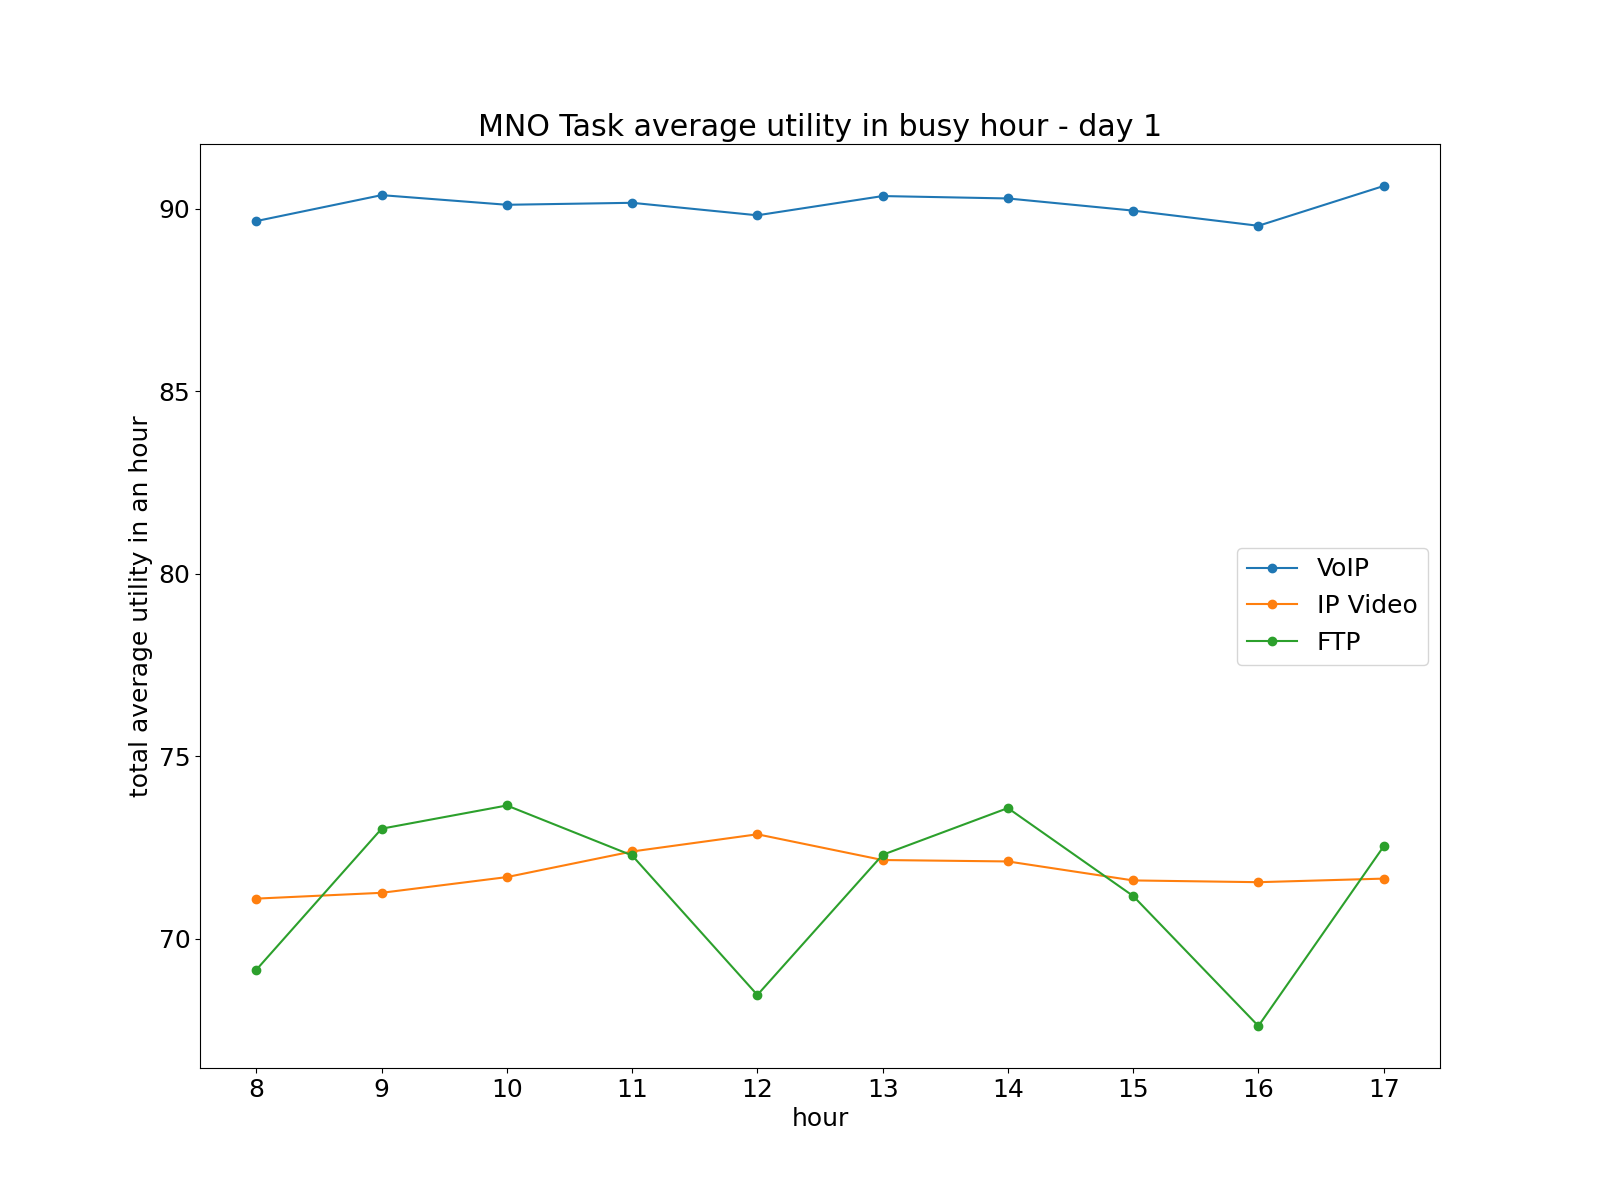 MNO Task average utility in busy hour - day 1
total average utility in an hour
90
85
80
75
70
VoIP
IP Video
FTP
8 9 10 11 12 13 14 15 16 17
hour